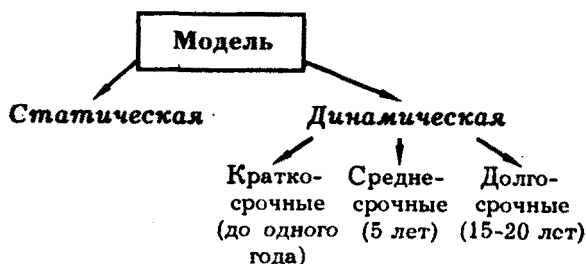 Модель
Статическая Динамическая
Кратко- Средне- Долго-
срочные срочные срочные
(до одного (5 лет) (15-20 лет)
года)